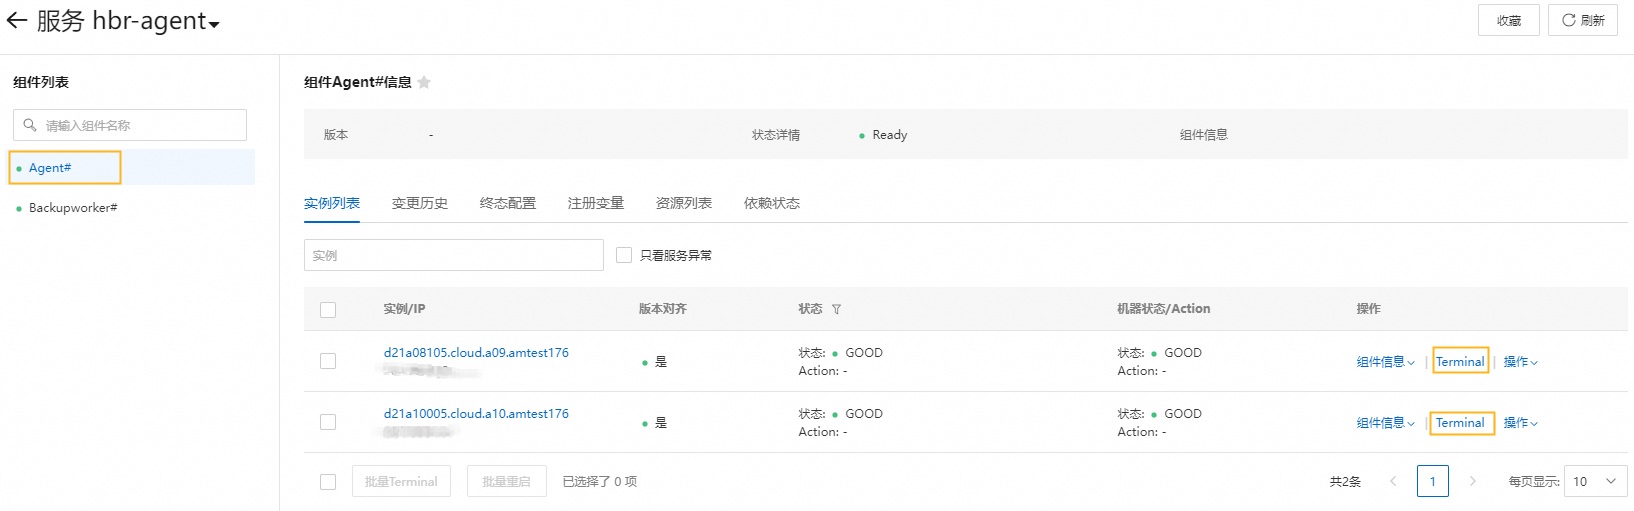 服务 hbr-agent
收藏
刷新
组件列表
请输入组件名称
Agent#
Backupworker#
组件Agent#信息
版本 - 状态详情 Ready 组件信息
实例列表 变更历史 终态配置 注册变量 资源列表 依赖状态
实例
只看服务异常
实例/IP 版本对齐 状态 机器状态/Action 操作
d21a08105.cloud.a09.amtest176
是
状态: GOOD
Action: -
状态: GOOD
Action: -
组件信息 | Terminal | 操作
d21a10005.cloud.a10.amtest176
是
状态: GOOD
Action: -
状态: GOOD
Action: -
组件信息 | Terminal 操作
批量Terminal 批量重启 已选择了 0 项 共2条 1 每页显示: 10